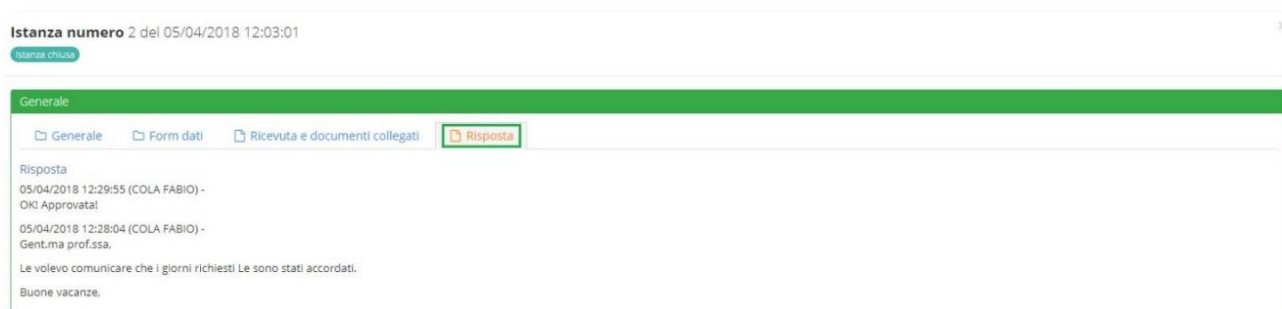 Istanza numero 2 del 05/04/2018 12:03:01
Istanza chiusa
Generale
Generale Form dati Ricevuta e documenti collegati Risposta
Risposta
05/04/2018 12:29:55 (COLA FABIO) -
OK! Approvata!
05/04/2018 12:28:04 (COLA FABIO) -
Gent.ma prof.ssa,
Le volevo comunicare che i giorni richiesti Le sono stati accordati.
Buone vacanze,